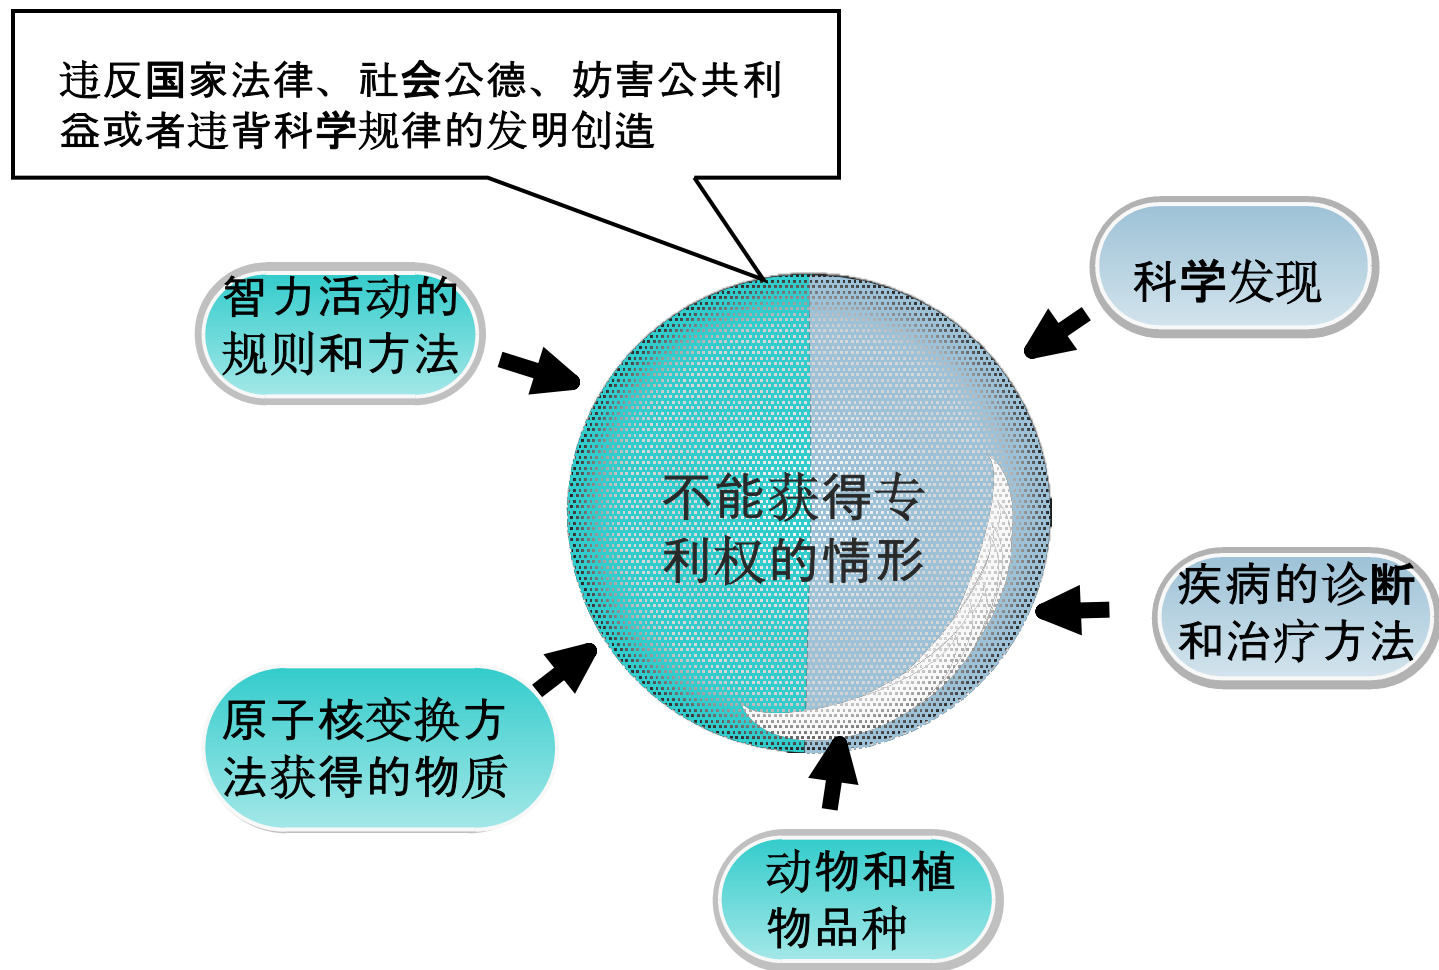 违反国家法律、社会公德、妨害公共利
益或者违背科学规律的发明创造
智力活动的
规则和方法
科学发现
不能获得专
利权的情形
疾病的诊断
和治疗方法
原子核变换方
法获得的物质
动物和植
物品种